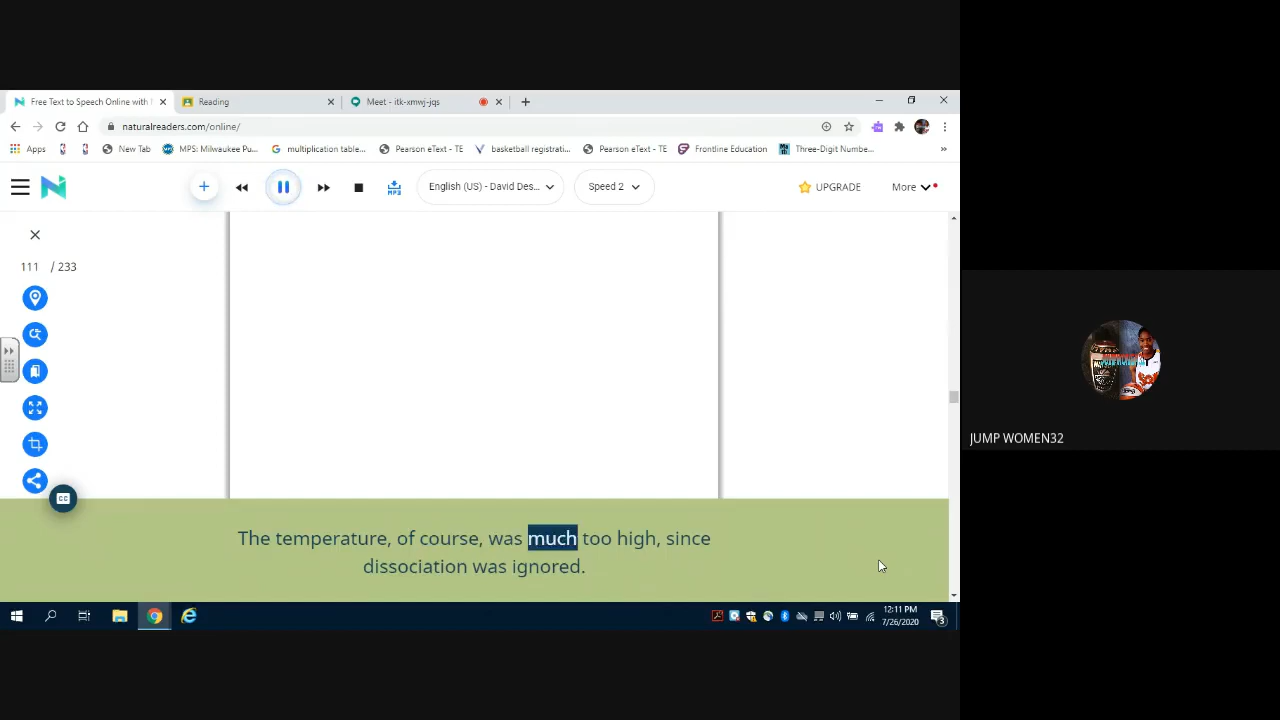 Free Text to Speech Online with
Reading
Meet - itk-xmwj-jqs
naturalreaders.com/online/
Apps
New Tab
MPS: Milwaukee Pu...
multiplication table...
Pearson eText - TE
basketball registrati...
Pearson eText - TE
Frontline Education
Three-Digit Numbe...
»
MP3
English (US) - David Des...
Speed 2
UPGRADE
More
111 / 233
CC
JUMP WOMEN32
The temperature, of course, was much too high, since
dissociation was ignored.
12:11 PM
7/26/2020
3